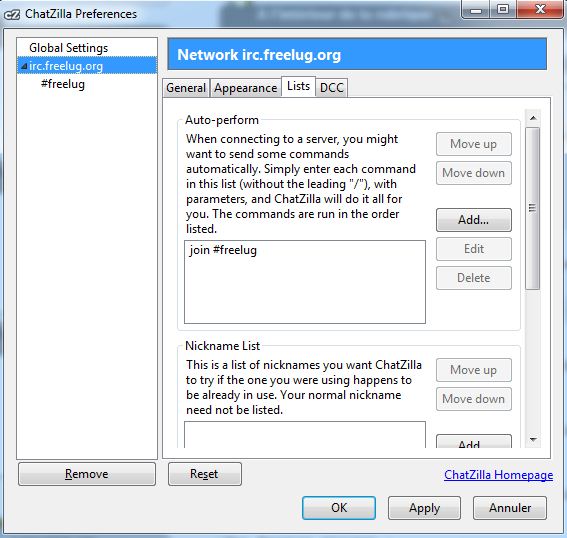 ChatZilla Preferences
Global Settings
irc.freelug.org
#freelug
Network irc.freelug.org
General Appearance Lists DCC
Auto-perform
When connecting to a server, you might
want to send some commands
automatically. Simply enter each command
in this list (without the leading "/"), with
parameters, and ChatZilla will do it all for
you. The commands are run in the order
listed.
Move up
Move down
Add...
Edit
Delete
join #freelug
Nickname List
This is a list of nicknames you want ChatZilla
to try if the one you were using happens to
be already in use. Your normal nickname
need not be listed.
Move up
Move down
Add...
Remove
Reset
ChatZilla Homepage
OK
Apply
Annuler